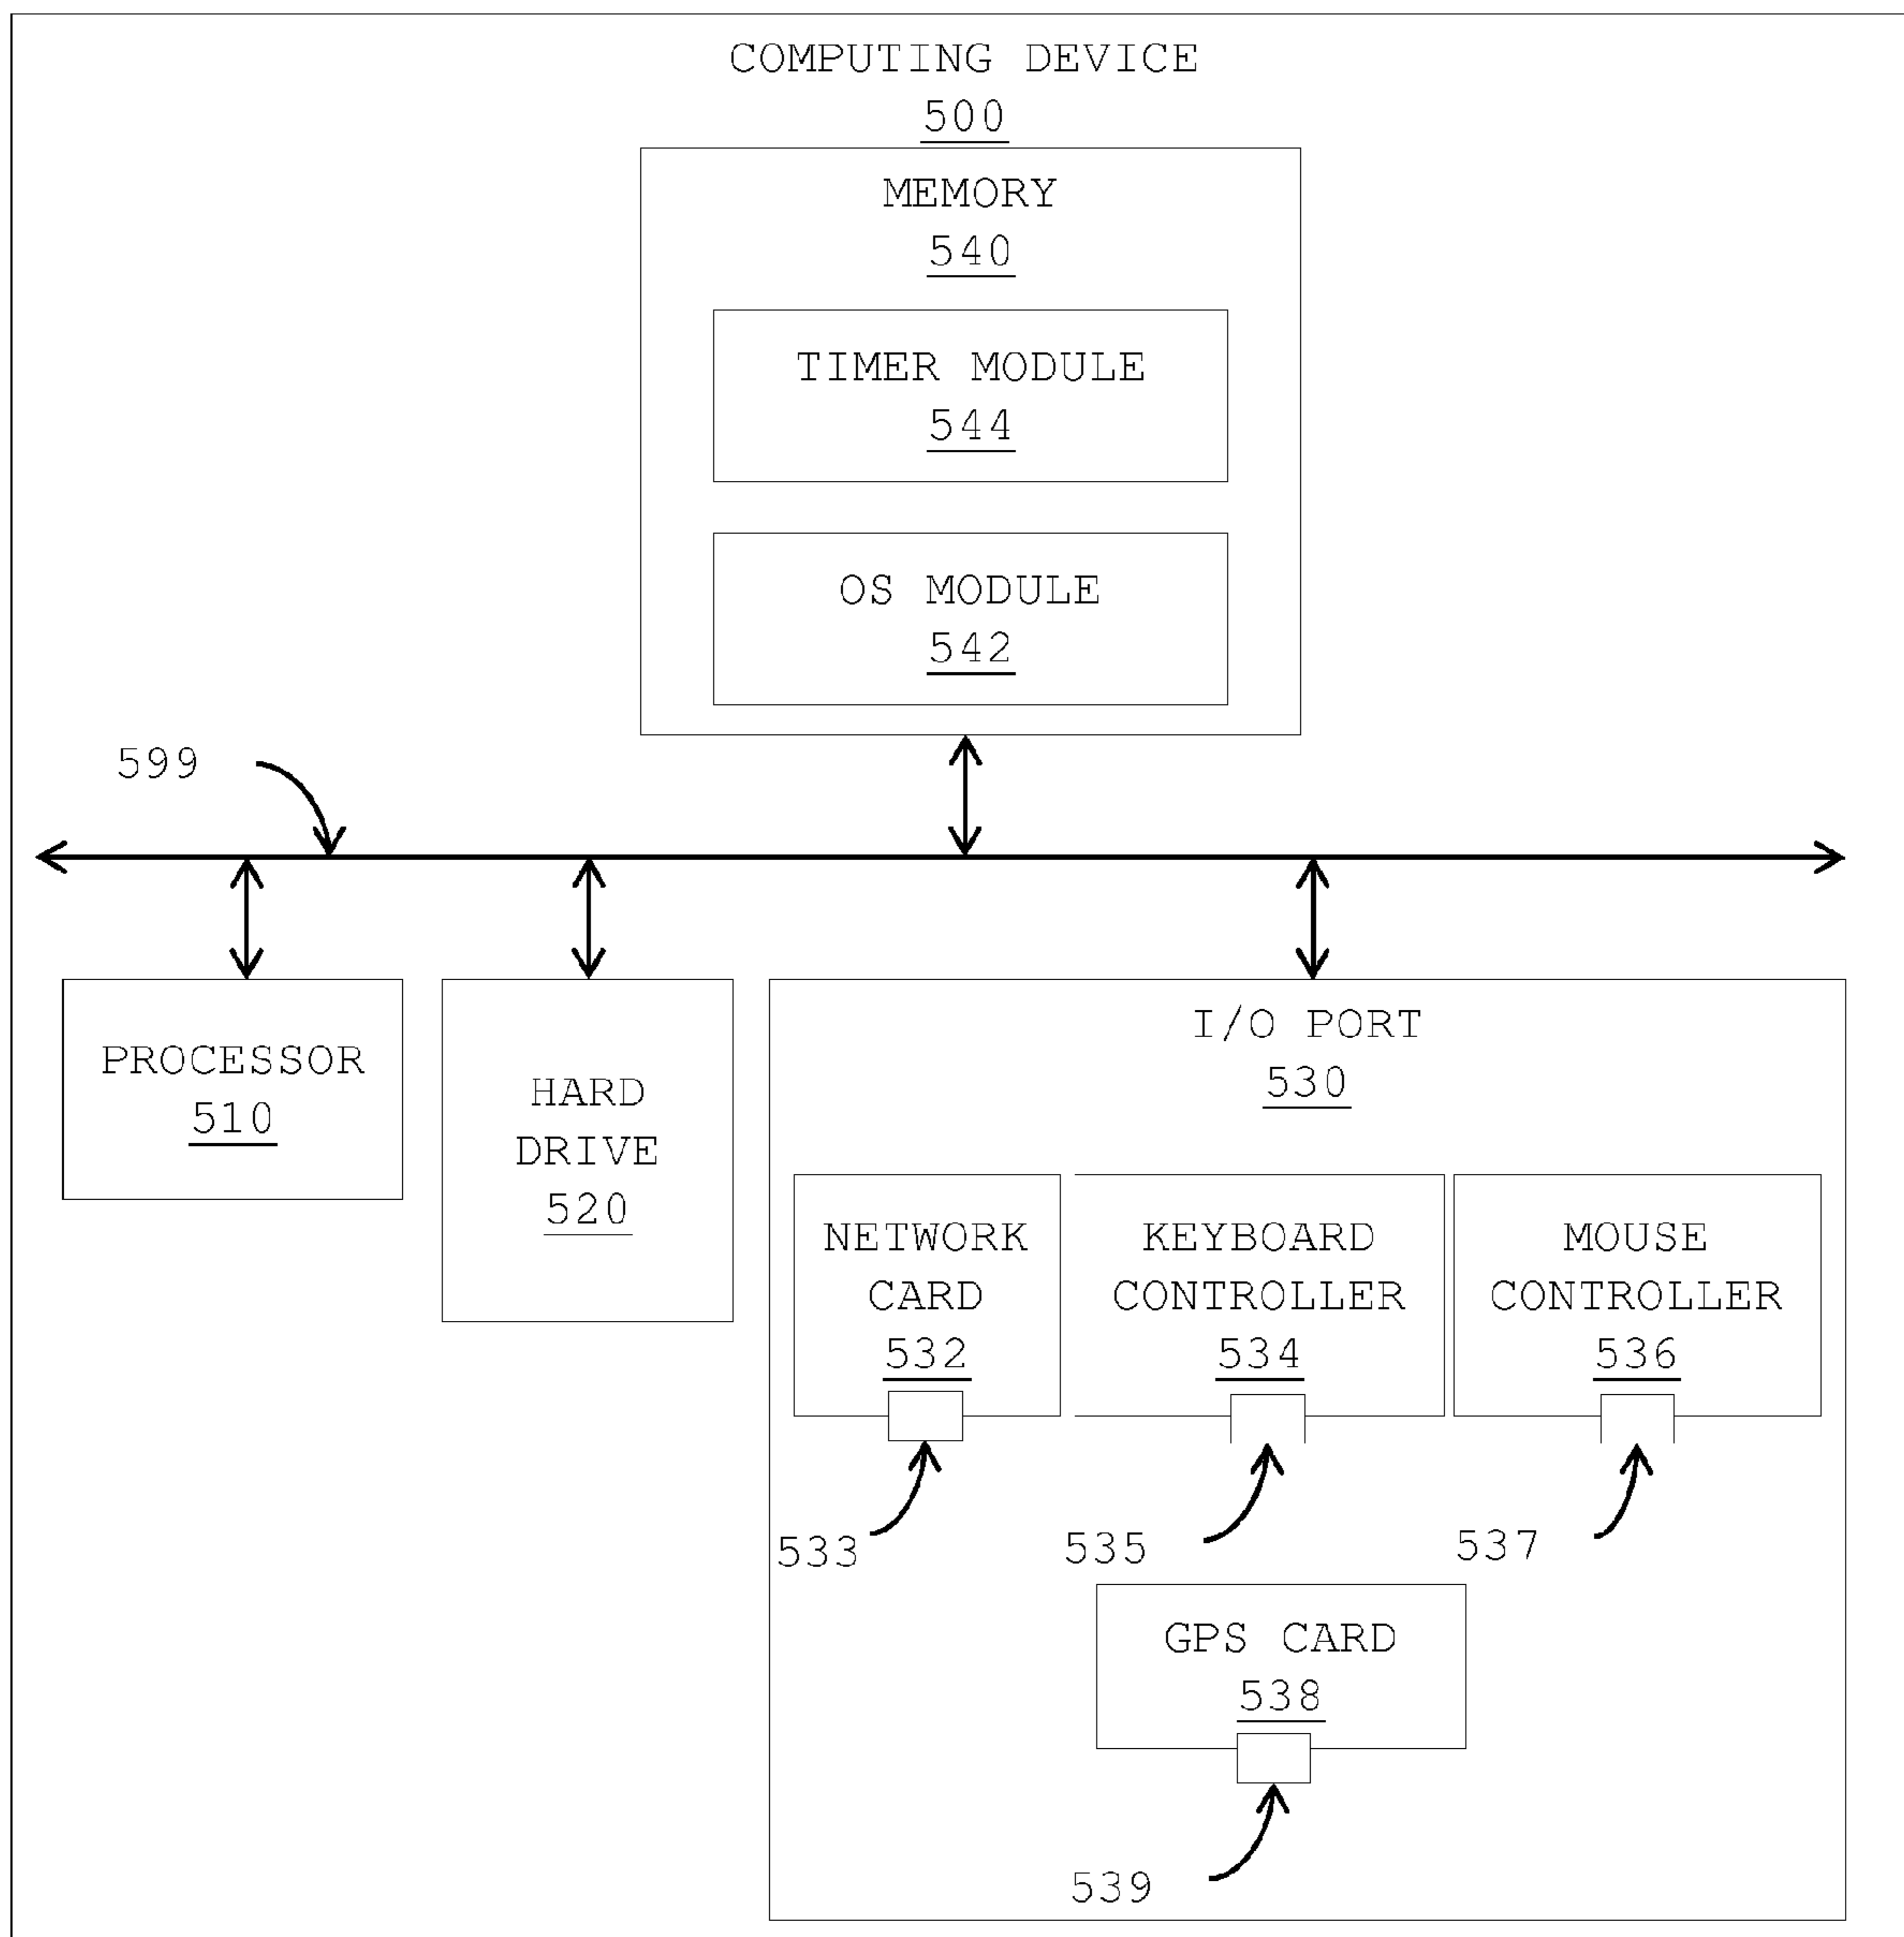 COMPUTING DEVICE
500
MEMORY
540
TIMER MODULE
544
OS MODULE
542
599
PROCESSOR
510
HARD
DRIVE
520
I/O PORT
530
NETWORK
CARD
532
KEYBOARD
CONTROLLER
534
MOUSE
CONTROLLER
536
533
535
537
GPS CARD
538
539